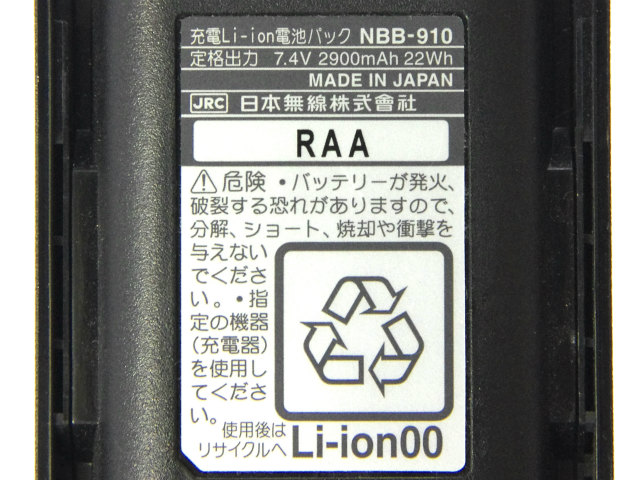 充電Li-ion電池パック NBB-910
定格出力 7.4V 2900mAh 22Wh
MADE IN JAPAN
JRC 日本無線株式會社
RAA
⚠危険・バッテリーが発火、
破裂する恐れがありますので、
分解、ショート、焼却や衝撃を
与えない
でくださ
い。・指
定の機器
(充電器)
を使用し
てくださ
い。
使用後は
リサイクルへ
Li-ion00